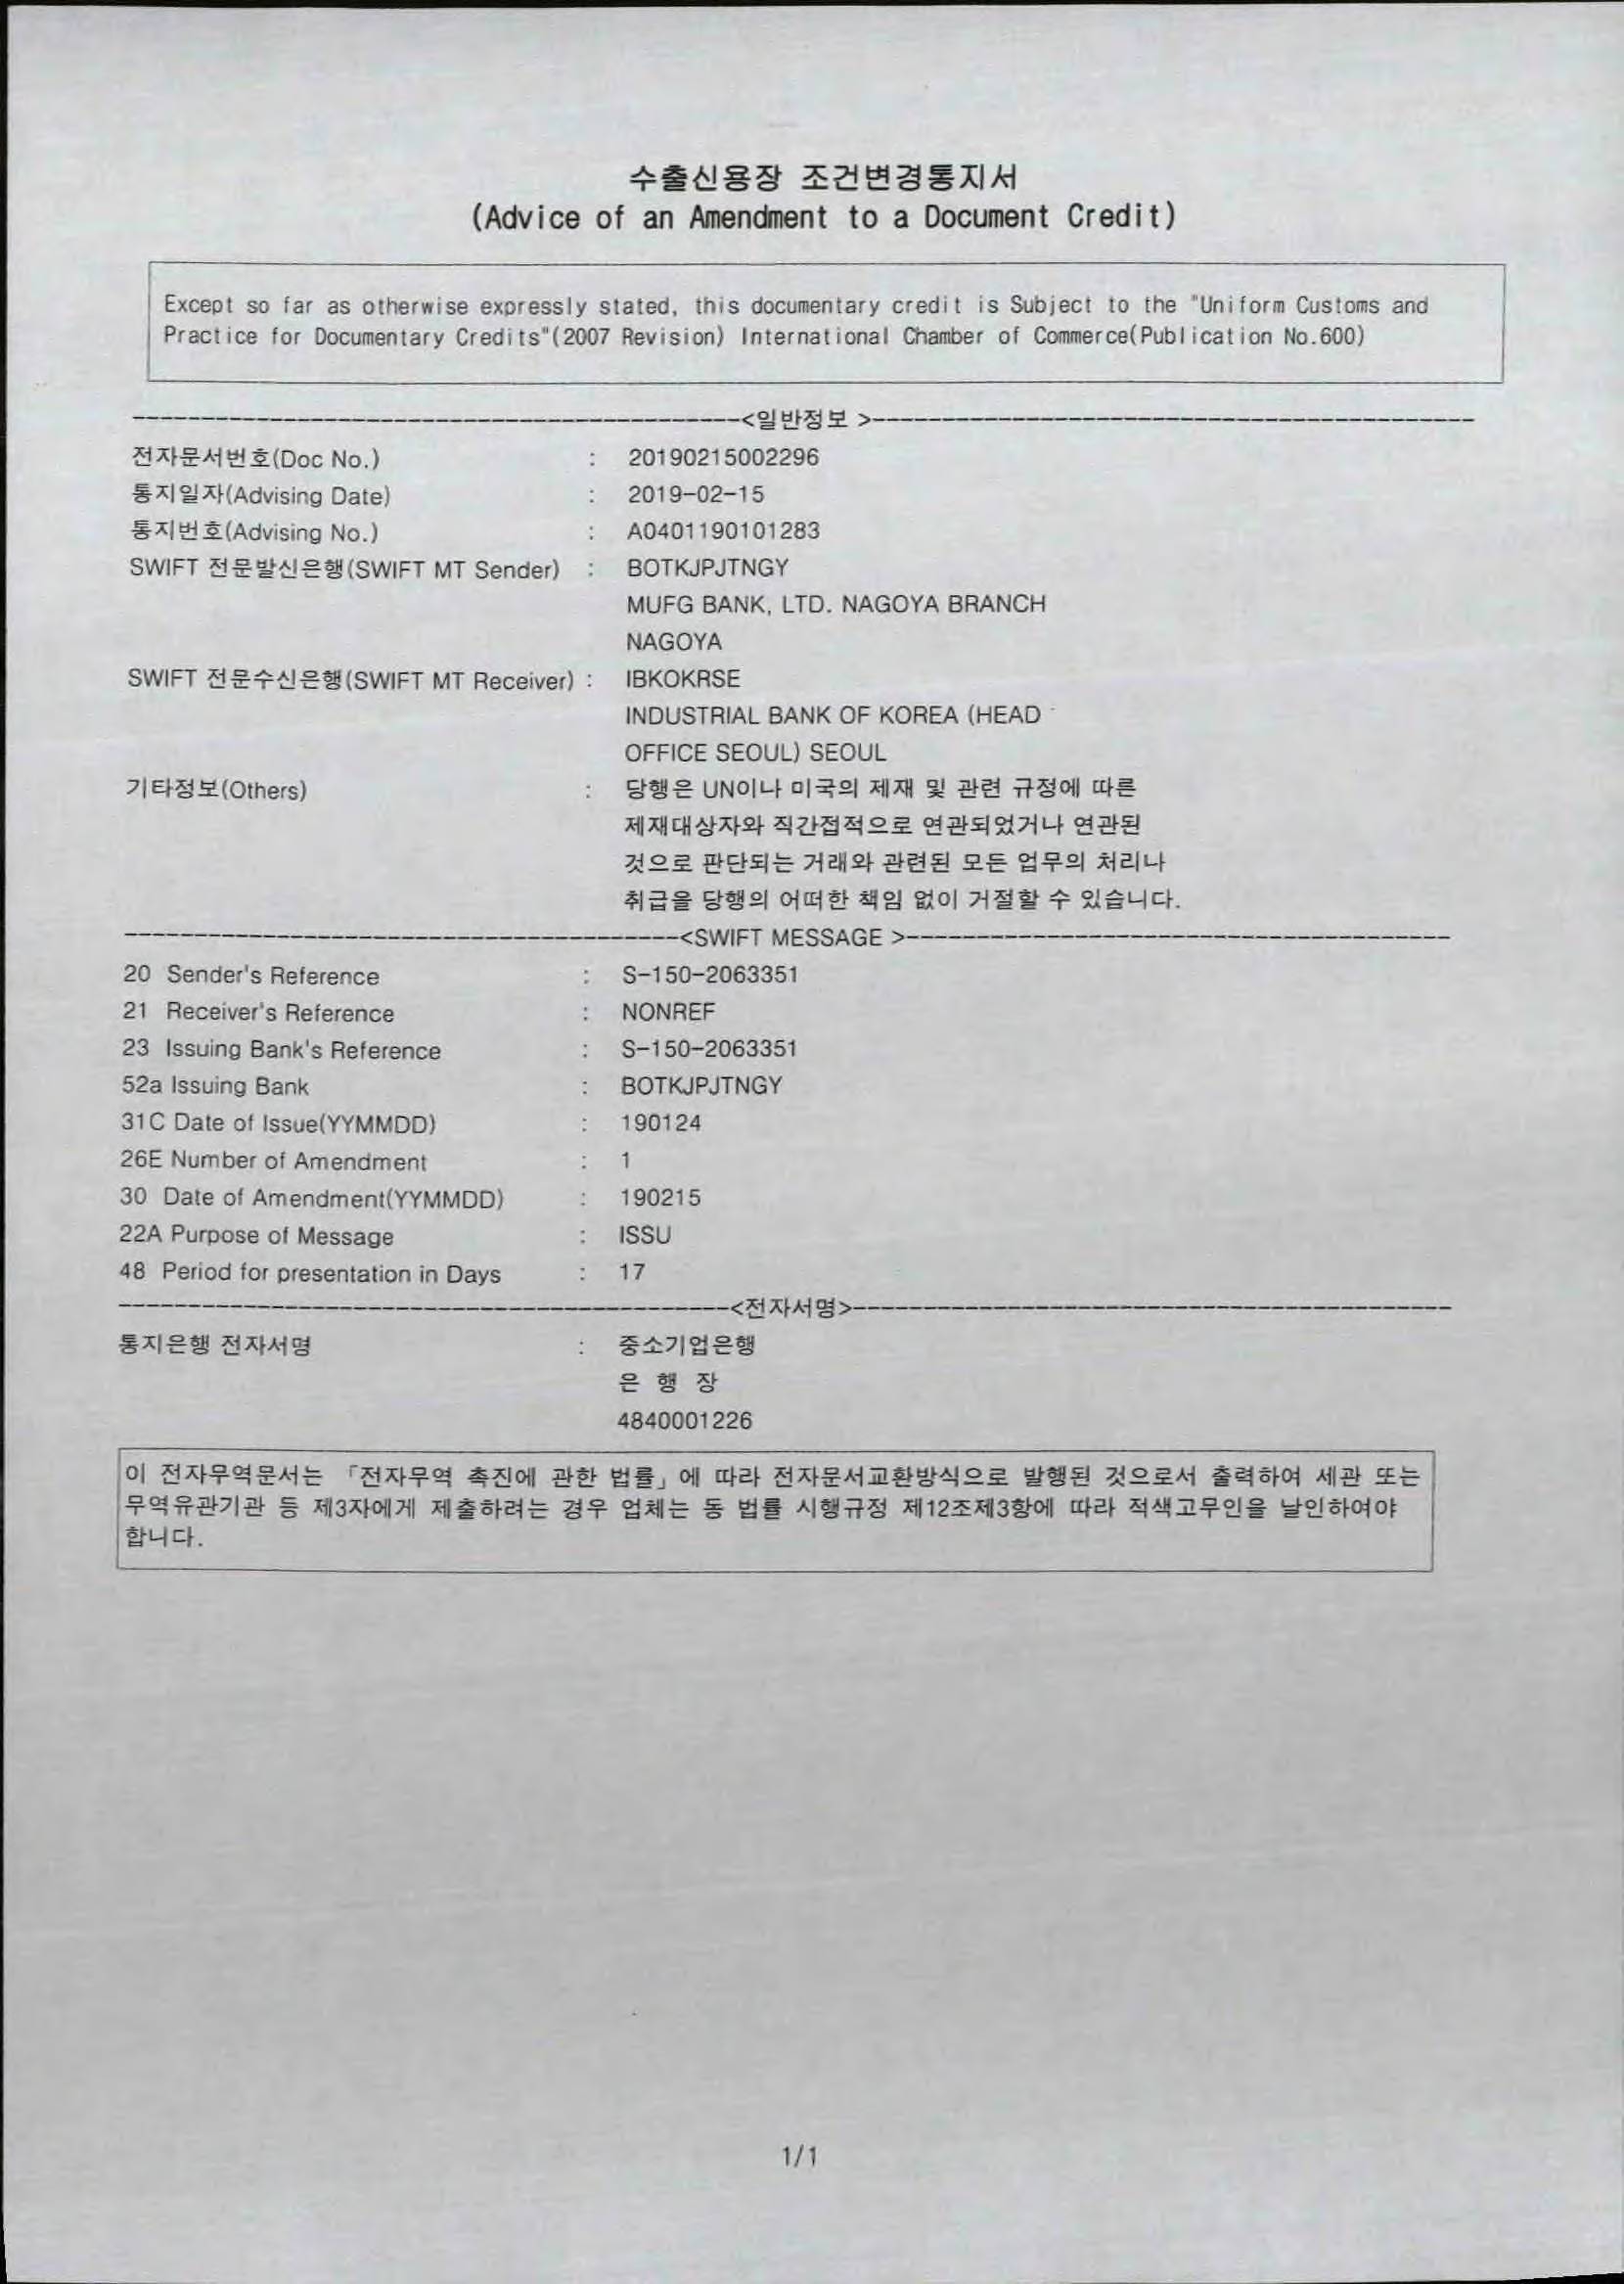 수출신용장 조건변경통지서
(Advice of an Amendment to a Document Credit)
Except so far as otherwise expressly stated, this documentary credit is Subject to the "Uniform Customs and
Practice for Documentary Credits"(2007 Revision) International Chamber of Commerce(Publication No.600)
<일반정보 >
전자문서번호(Doc No.) : 20190215002296
통지일자(Advising Date) : 2019-02-15
통지번호(Advising No.) : A0401190101283
SWIFT 전문발신은행(SWIFT MT Sender) : BOTKJPJTNGY
MUFG BANK, LTD. NAGOYA BRANCH
NAGOYA
SWIFT 전문수신은행(SWIFT MT Receiver) : IBKOKRSE
INDUSTRIAL BANK OF KOREA (HEAD
OFFICE SEOUL) SEOUL
기타정보(Others) : 당행은 UN이나 미국의 제재 및 관련 규정에 따른
제재대상자와 직간접적으로 연관되었거나 연관된
것으로 판단되는 거래와 관련된 모든 업무의 처리나
취급을 당행의 어떠한 책임 없이 거절할 수 있습니다.
<SWIFT MESSAGE >
20 Sender's Reference : S-150-2063351
21 Receiver's Reference : NONREF
23 Issuing Bank's Reference : S-150-2063351
52a Issuing Bank : BOTKJPJTNGY
31C Date of Issue(YYMMDD) : 190124
26E Number of Amendment : 1
30 Date of Amendment(YYMMDD) : 190215
22A Purpose of Message : ISSU
48 Period for presentation in Days : 17
<전자서명>
통지은행 전자서명 : 중소기업은행
은 행 장
4840001226
이 전자무역문서는 「전자무역 촉진에 관한 법률」에 따라 전자문서교환방식으로 발행된 것으로서 출력하여 세관 또는
무역유관기관 등 제3자에게 제출하려는 경우 업체는 동 법률 시행규정 제12조제3항에 따라 적색고무인을 날인하여야
합니다.
1/1